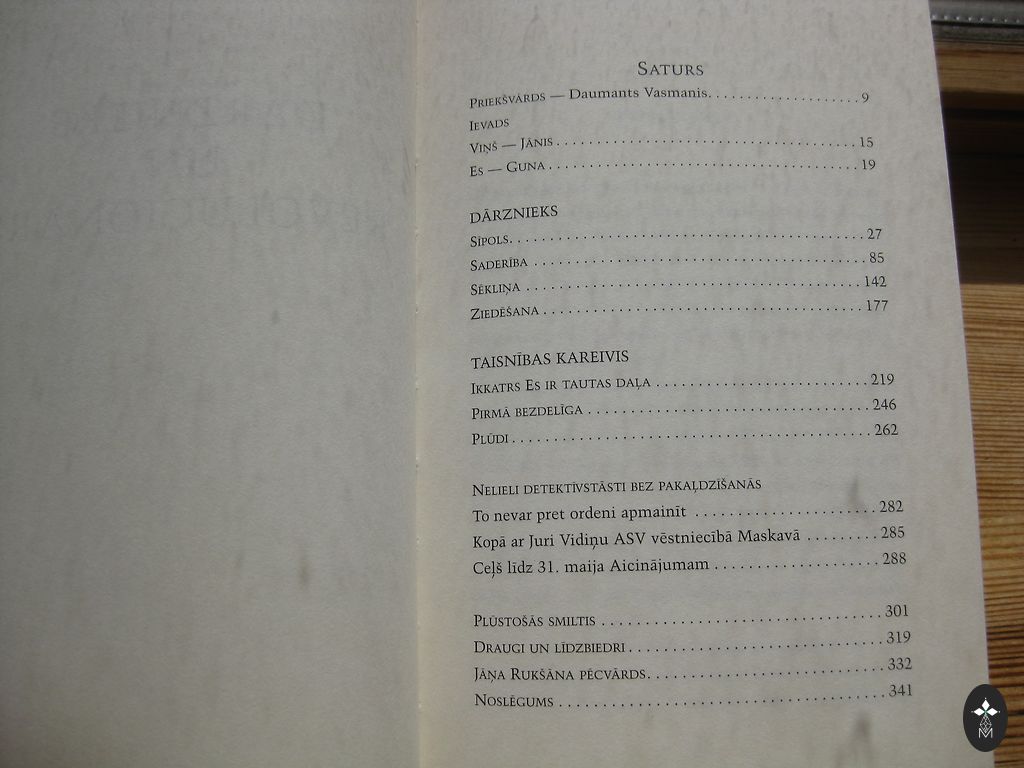 SATURS
PRIEKŠVĀRDS — DAUMANTS VASMANIS. . . . . . . . . . . . . . . . . . . . 9
IEVADS
VIŅŠ — JĀNIS . . . . . . . . . . . . . . . . . . . . . . . . . . . . . . . . . . . . . . . 15
ES — GUNA . . . . . . . . . . . . . . . . . . . . . . . . . . . . . . . . . . . . . . . . 19
DĀRZNIEKS
SĪPOLS. . . . . . . . . . . . . . . . . . . . . . . . . . . . . . . . . . . . . . . . . . . . . 27
SADERĪBA . . . . . . . . . . . . . . . . . . . . . . . . . . . . . . . . . . . . . . . . . . 85
SĒKLIŅA . . . . . . . . . . . . . . . . . . . . . . . . . . . . . . . . . . . . . . . . . . 142
ZIEDĒŠANA . . . . . . . . . . . . . . . . . . . . . . . . . . . . . . . . . . . . . . . . 177
TAISNĪBAS KAREIVIS
IKKATRS ES IR TAUTAS DAĻA . . . . . . . . . . . . . . . . . . . . . . . . . . 219
PIRMĀ BEZDELĪGA . . . . . . . . . . . . . . . . . . . . . . . . . . . . . . . . . . 246
PLŪDI . . . . . . . . . . . . . . . . . . . . . . . . . . . . . . . . . . . . . . . . . . . . 262
NELIELI DETEKTĪVSTĀSTI BEZ PAKAĻDZĪŠANĀS
To nevar pret ordeni apmainīt . . . . . . . . . . . . . . . . . . . . . . 282
Kopā ar Juri Vidiņu ASV vēstniecībā Maskavā . . . . . . . . . 285
Ceļš līdz 31. maija Aicinājumam . . . . . . . . . . . . . . . . . . . . 288
PLŪSTOŠĀS SMILTIS . . . . . . . . . . . . . . . . . . . . . . . . . . . . . . . . . 301
DRAUGI UN LĪDZBIEDRI . . . . . . . . . . . . . . . . . . . . . . . . . . . . . . 319
JĀŅA RUKŠĀNA PĒCVĀRDS. . . . . . . . . . . . . . . . . . . . . . . . . . . . 332
NOSLĒGUMS . . . . . . . . . . . . . . . . . . . . . . . . . . . . . . . . . . . . . . . 341
M